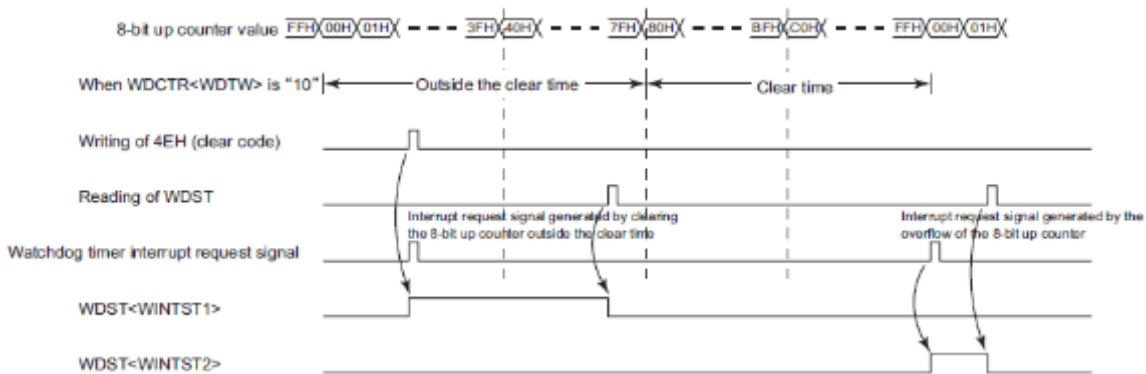 8-bit up counter value FFH 00H 01H 3FH 40H 7FH 80H BFH C0H FFH 00H 01H
When WDCTR<WDTW> is “10” Outside the clear time Clear time
Writing of 4EH (clear code)
Reading of WDST
Interrupt request signal generated by clearing
the 8-bit up counter outside the clear time
Interrupt request signal generated by the
overflow of the 8-bit up counter
Watchdog timer interrupt request signal
WDST<WINTST1>
WDST<WINTST2>